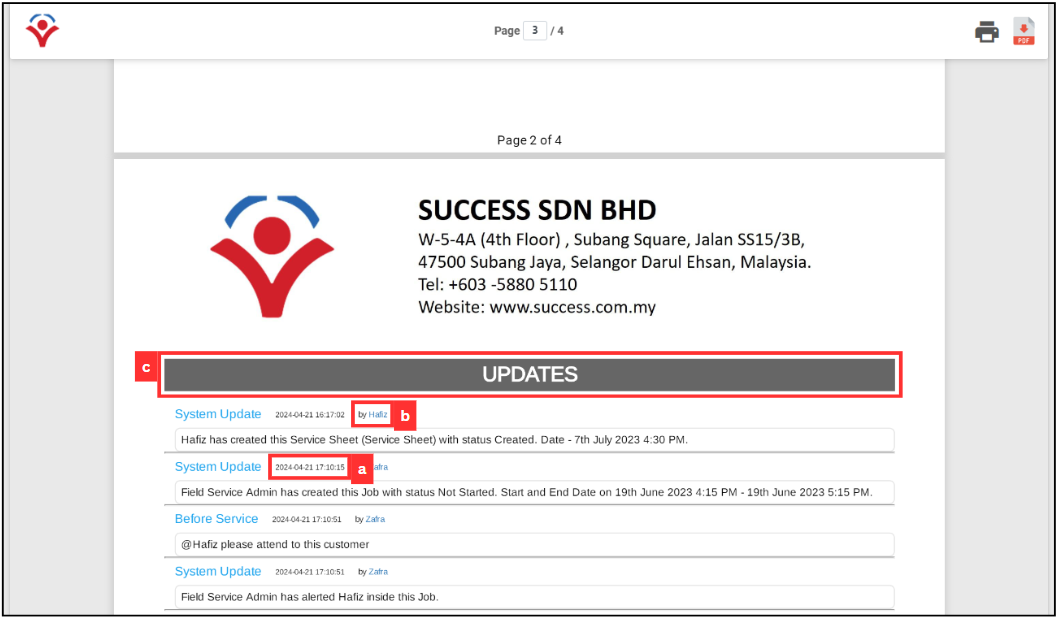 Page 3 / 4
PDF
Page 2 of 4
SUCCESS SDN BHD
W-5-4A (4th Floor) , Subang Square, Jalan SS15/3B,
47500 Subang Jaya, Selangor Darul Ehsan, Malaysia.
Tel: +603 -5880 5110
Website: www.success.com.my
c UPDATES
System Update 2024-04-21 16:17:02 by Hafiz b
Hafiz has created this Service Sheet (Service Sheet) with status Created. Date - 7th July 2023 4:30 PM.
System Update 2024-04-21 17:10:15 a afra
Field Service Admin has created this Job with status Not Started. Start and End Date on 19th June 2023 4:15 PM - 19th June 2023 5:15 PM.
Before Service 2024-04-21 17:10:51 by Zafra
@Hafiz please attend to this customer
System Update 2024-04-21 17:10:51 by Zafra
Field Service Admin has alerted Hafiz inside this Job.